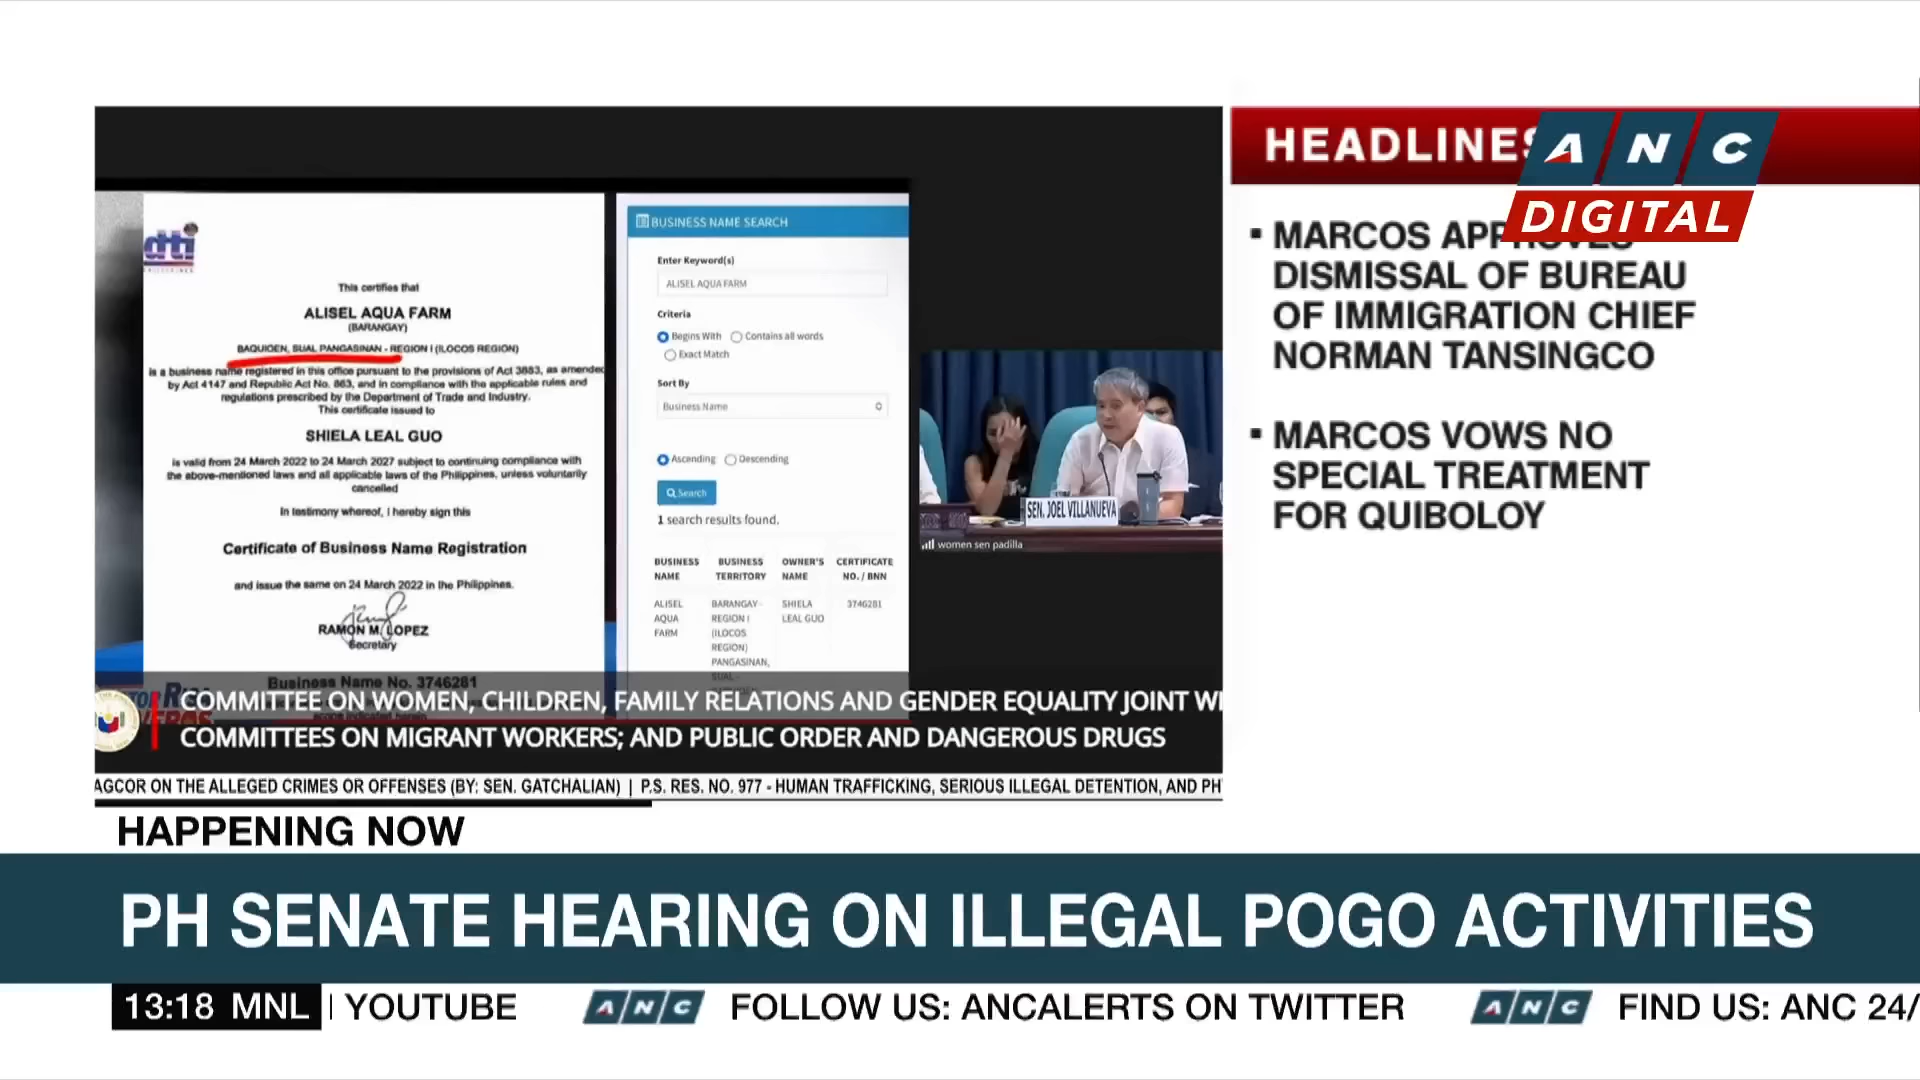 HEADLINES
ANC
DIGITAL
▪ MARCOS APPROVES
DISMISSAL OF BUREAU
OF IMMIGRATION CHIEF
NORMAN TANSINGCO
▪ MARCOS VOWS NO
SPECIAL TREATMENT
FOR QUIBOLOY
dti
PHILIPPINES
This certifies that
ALISEL AQUA FARM
(BARANGAY)
BAQUIOEN, SUAL PANGASINAN - REGION I (ILOCOS REGION)
is a business name registered in this office pursuant to the provisions of Act 3883, as amended
by Act 4147 and Republic Act No. 863, and in compliance with the applicable rules and
regulations prescribed by the Department of Trade and Industry.
This certificate issued to
SHIELA LEAL GUO
is valid from 24 March 2022 to 24 March 2027 subject to continuing compliance with
the above-mentioned laws and all applicable laws of the Philippines, unless voluntarily
cancelled
In testimony whereof, I hereby sign this
Certificate of Business Name Registration
and issue the same on 24 March 2022 in the Philippines.
RAMON M. LOPEZ
Secretary
Business Name No. 3746281
BUSINESS NAME SEARCH
Enter Keyword(s)
ALISEL AQUA FARM
Criteria
Begins With Contains all words
Exact Match
Sort By
Business Name
Ascending Descending
Search
1 search results found.
BUSINESS NAME BUSINESS TERRITORY OWNER'S NAME CERTIFICATE NO. / BNN
ALISEL AQUA FARM BARANGAY - REGION I (ILOCOS REGION) PANGASINAN, SUAL - SHIELA LEAL GUO 3746281
SEN. JOEL VILLANUEVA
women sen padilla
COMMITTEE ON WOMEN, CHILDREN, FAMILY RELATIONS AND GENDER EQUALITY JOINT WI
COMMITTEES ON MIGRANT WORKERS; AND PUBLIC ORDER AND DANGEROUS DRUGS
AGCOR ON THE ALLEGED CRIMES OR OFFENSES (BY: SEN. GATCHALIAN) | P.S. RES. NO. 977 - HUMAN TRAFFICKING, SERIOUS ILLEGAL DETENTION, AND PH
HAPPENING NOW
PH SENATE HEARING ON ILLEGAL POGO ACTIVITIES
13:18 MNL | YOUTUBE ANC FOLLOW US: ANCALERTS ON TWITTER ANC FIND US: ANC 24/